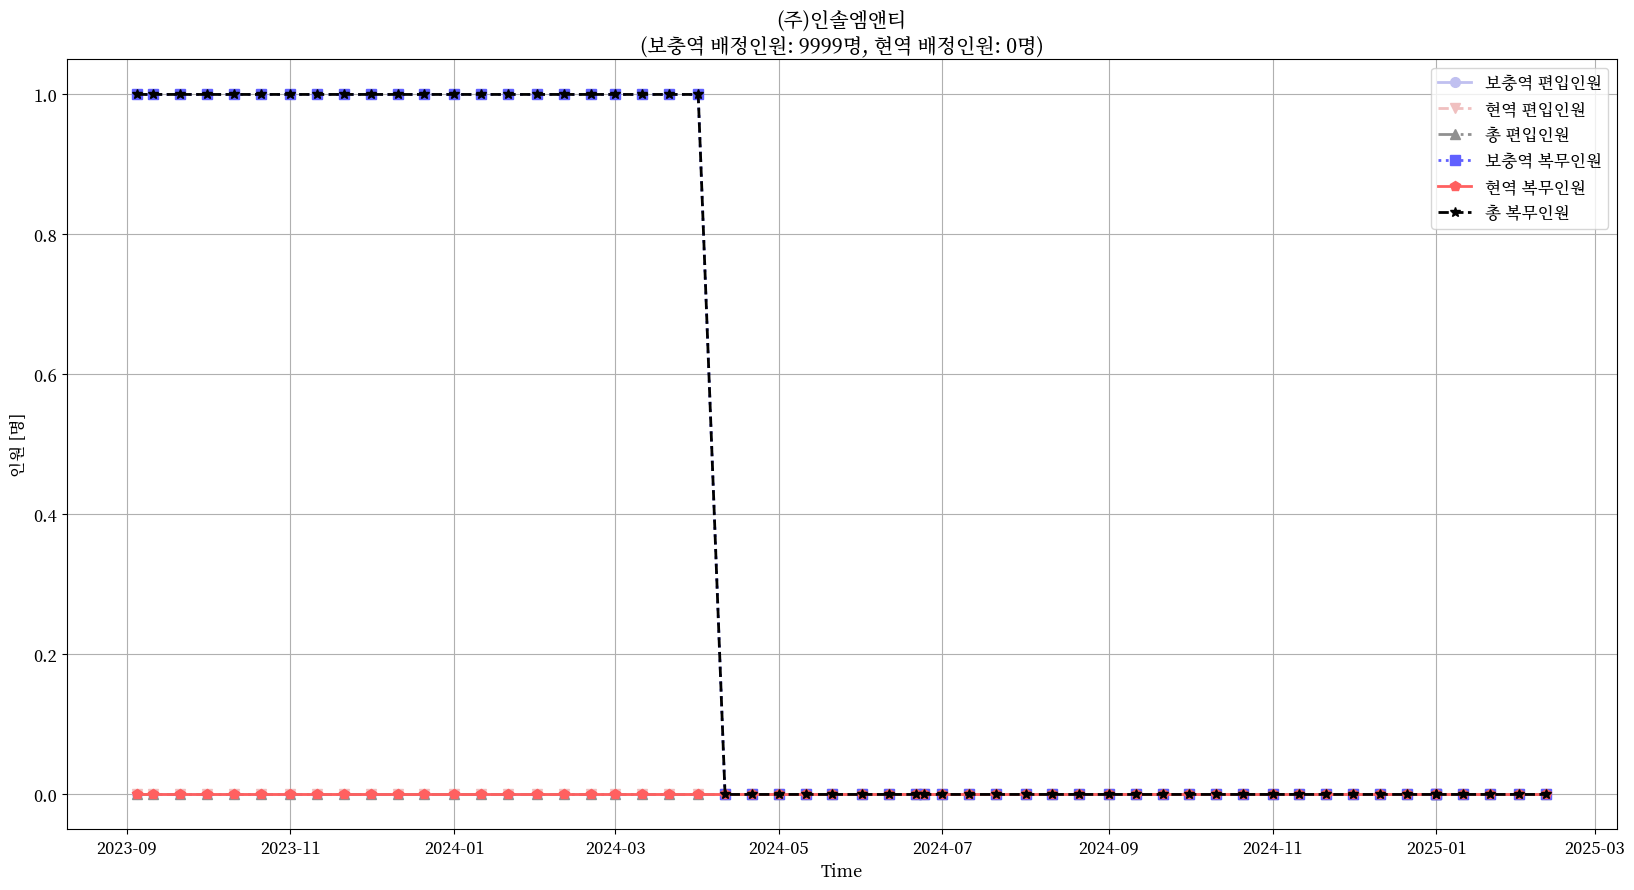 (주)인솔엠앤티
(보충역 배정인원: 9999명, 현역 배정인원: 0명)
보충역 편입인원
현역 편입인원
총 편입인원
보충역 복무인원
현역 복무인원
총 복무인원
1.0
0.8
0.6
0.4
0.2
0.0
인원 [명]
2023-09
2023-11
2024-01
2024-03
2024-05
2024-07
2024-09
2024-11
2025-01
2025-03
Time